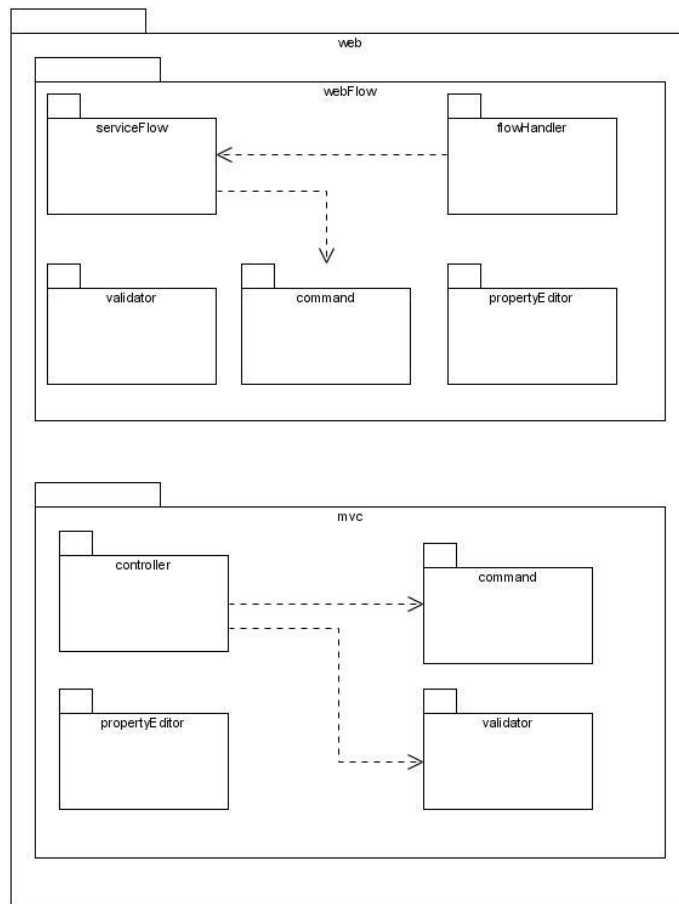 web
webFlow
serviceFlow
flowHandler
validator
command
propertyEditor
mvc
controller
command
propertyEditor
validator